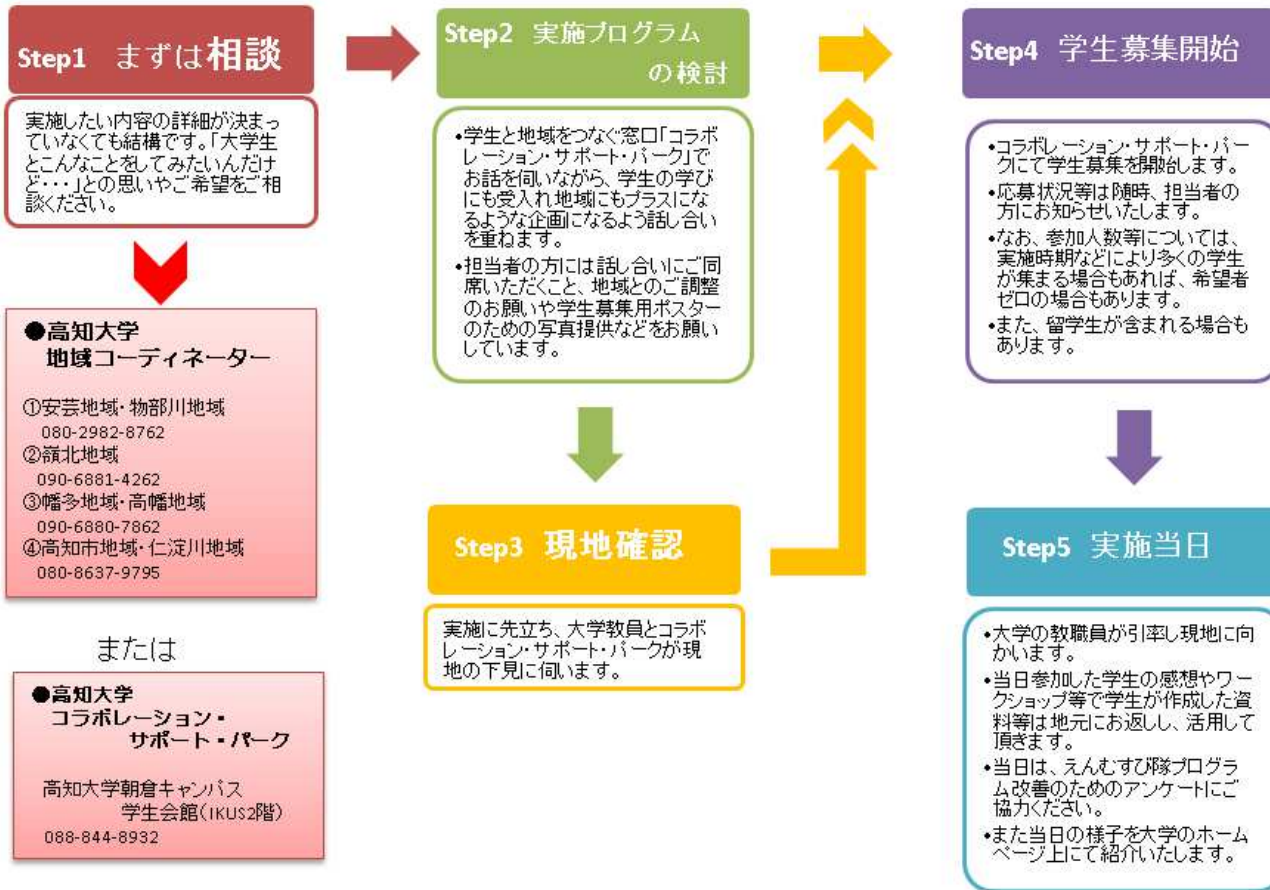 Step1 まずは相談
実施したい内容の詳細が決まっ
ていなくても結構です。「大学生
とこんなことをしてみたいんだけ
ど・・・」との思いやご希望をご相
談ください。
●高知大学
地域コーディネーター
①安芸地域・物部川地域
080-2982-8762
②嶺北地域
090-6881-4262
③幡多地域・高幡地域
090-6880-7862
④高知市地域・仁淀川地域
080-8637-9795
または
●高知大学
コラボレーション・
サポート・パーク
高知大学朝倉キャンパス
学生会館(IKUS2階)
088-844-8932
Step2 実施プログラム
の検討
•学生と地域をつなぐ窓口「コラボ
レーション・サポート・パーク」で
お話を伺いながら、学生の学び
にも受入れ地域にもプラスにな
るような企画になるよう話し合い
を重ねます。
•担当者の方には話し合いにご同
席いただくこと、地域とのご調整
のお願いや学生募集用ポスター
のための写真提供などをお願い
しています。
Step3 現地確認
実施に先立ち、大学教員とコラボ
レーション・サポート・パークが現
地の下見に伺います。
Step4 学生募集開始
•コラボレーション・サポート・パー
クにて学生募集を開始します。
•応募状況等は随時、担当者の
方にお知らせいたします。
•なお、参加人数等については、
実施時期などにより多くの学生
が集まる場合もあれば、希望者
ゼロの場合もあります。
•また、留学生が含まれる場合も
あります。
Step5 実施当日
•大学の教職員が引率し現地に向
かいます。
•当日参加した学生の感想やワー
クショップ等で学生が作成した資
料等は地元にお返しし、活用して
頂きます。
•当日は、えんむすび隊プログラ
ム改善のためのアンケートにご
協力ください。
•また当日の様子を大学のホーム
ページ上にて紹介いたします。